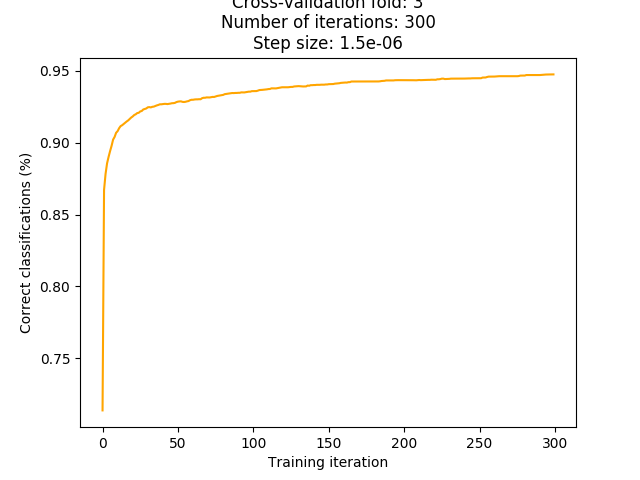 Cross-validation fold: 3
Number of iterations: 300
Step size: 1.5e-06
0.95
0.90
0.85
0.80
0.75
Correct classifications (%)
0 50 100 150 200 250 300
Training iteration